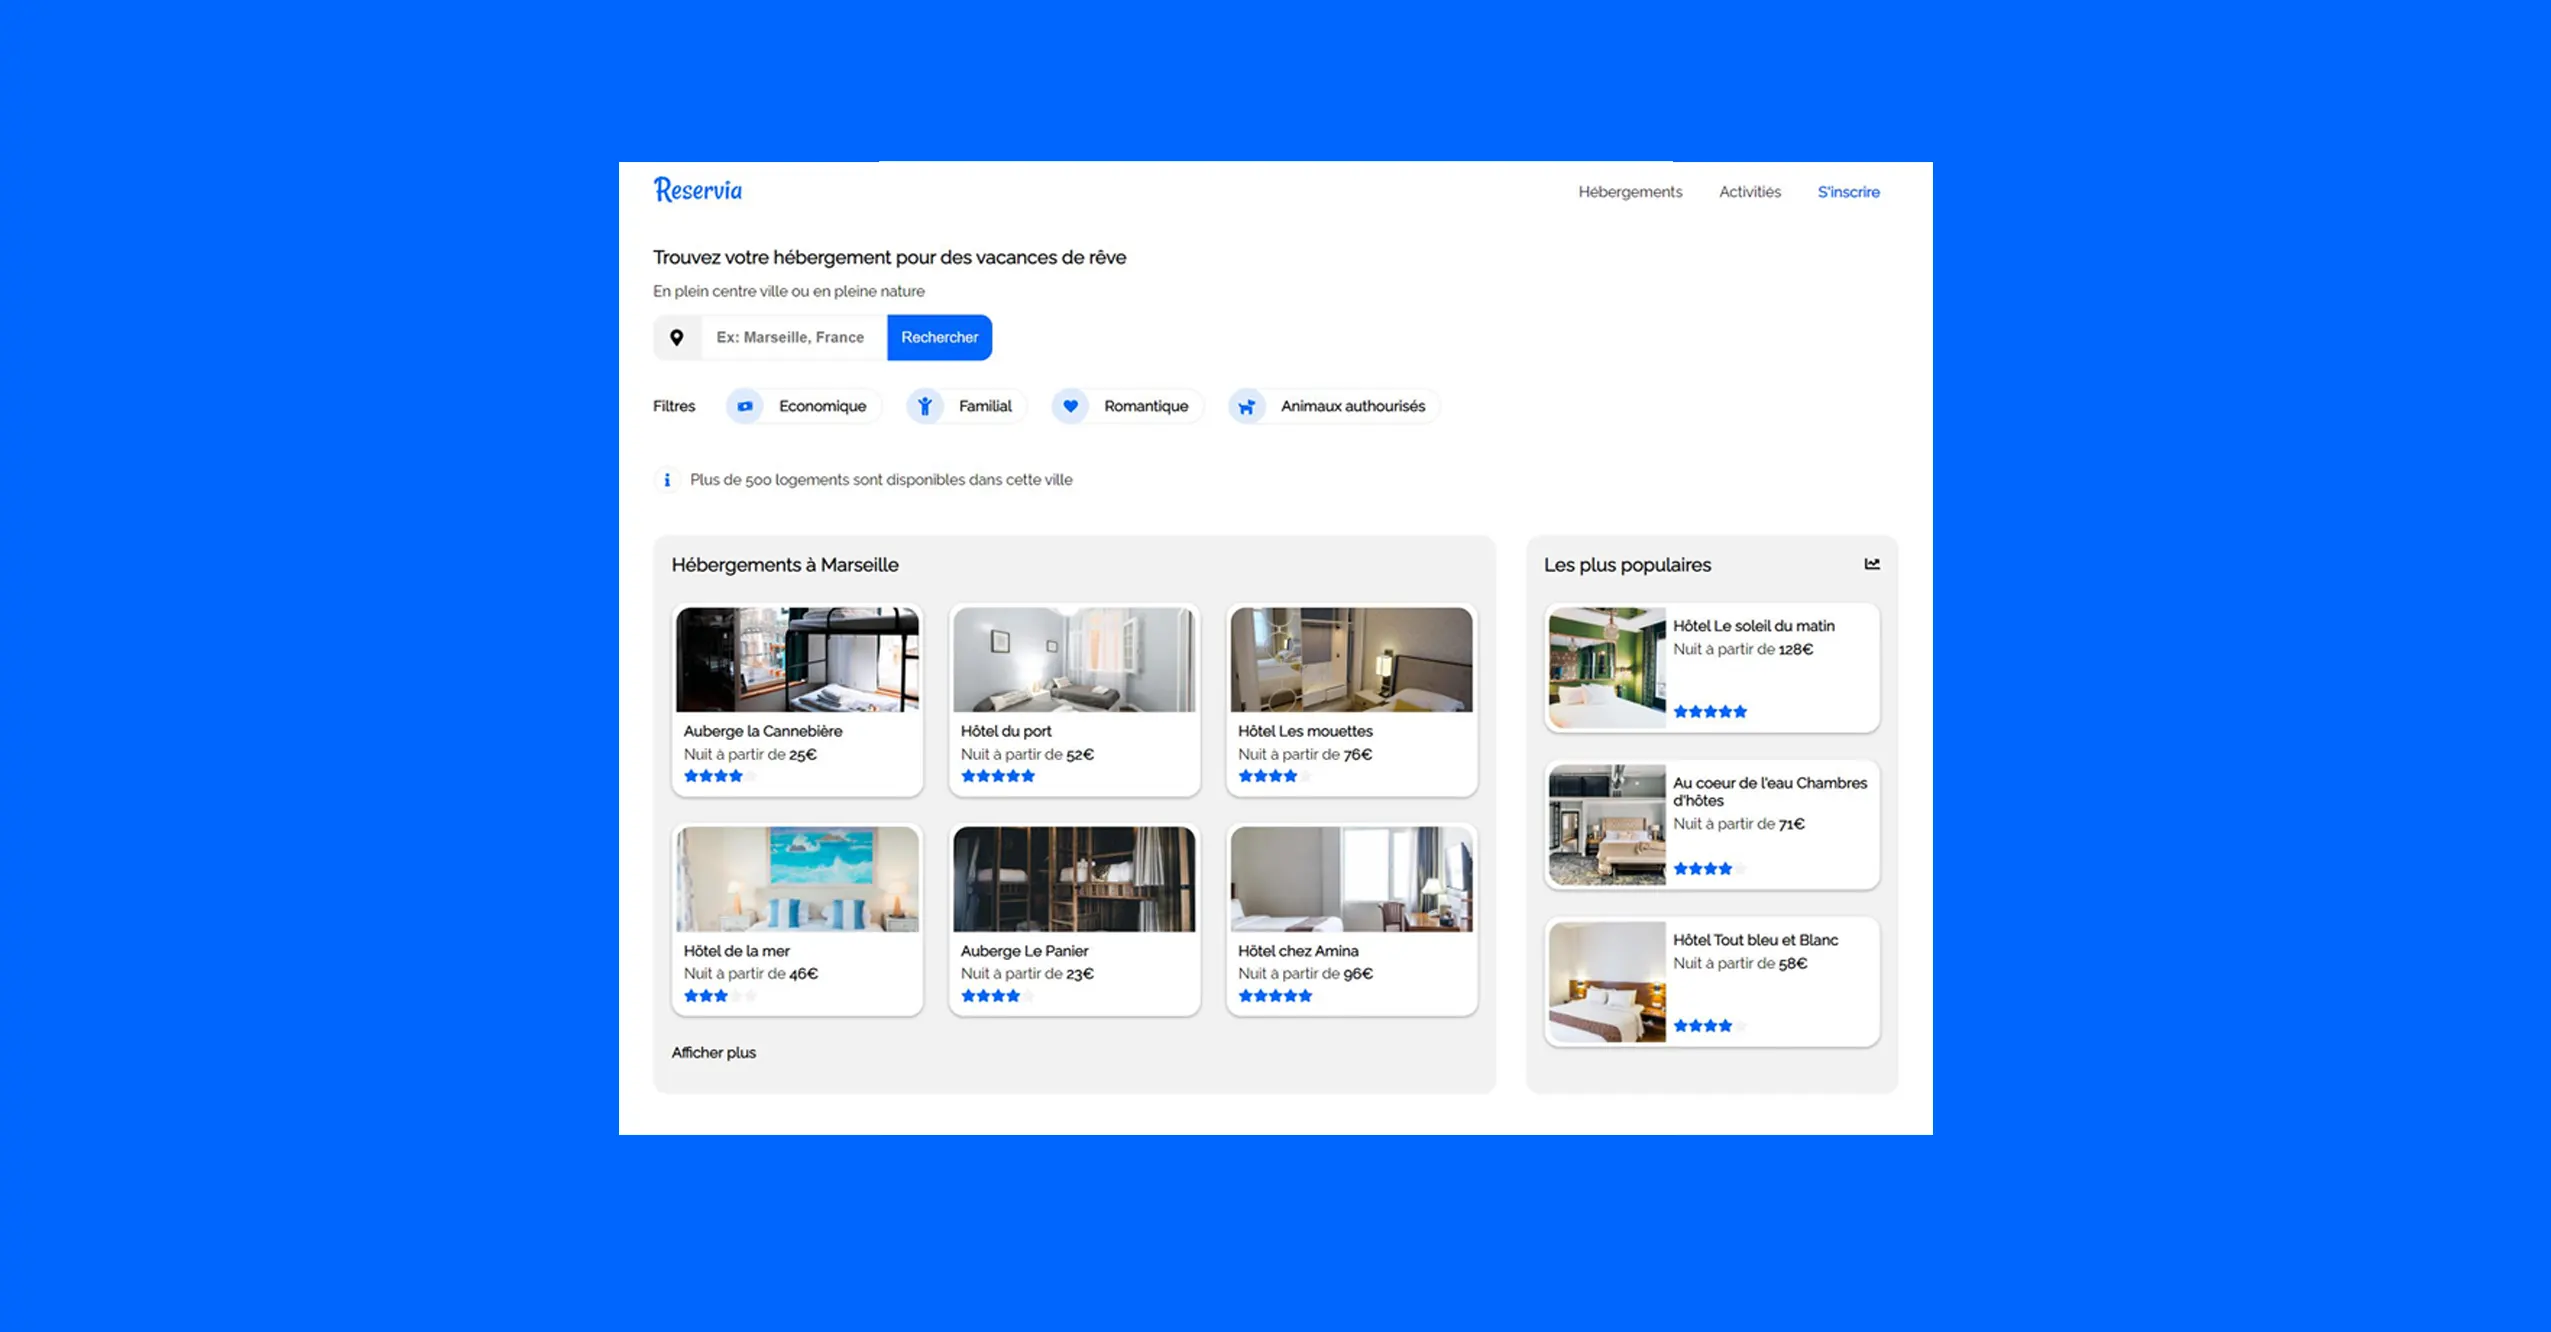 Reservia
Hébergements
Activitiés
S'inscrire
Trouvez votre hébergement pour des vacances de rêve
En plein centre ville ou en pleine nature
Ex: Marseille, France
Rechercher
Filtres
Economique
Familial
Romantique
Animaux authourisés
Plus de 500 logements sont disponibles dans cette ville
Hébergements à Marseille
Auberge la Cannebière
Nuit à partir de 25€
Hôtel du port
Nuit à partir de 52€
Hôtel Les mouettes
Nuit à partir de 76€
Hôtel de la mer
Nuit à partir de 46€
Auberge Le Panier
Nuit à partir de 23€
Hôtel chez Amina
Nuit à partir de 96€
Afficher plus
Les plus populaires
Hôtel Le soleil du matin
Nuit à partir de 128€
Au coeur de l'eau Chambres
d'hôtes
Nuit à partir de 71€
Hôtel Tout bleu et Blanc
Nuit à partir de 58€